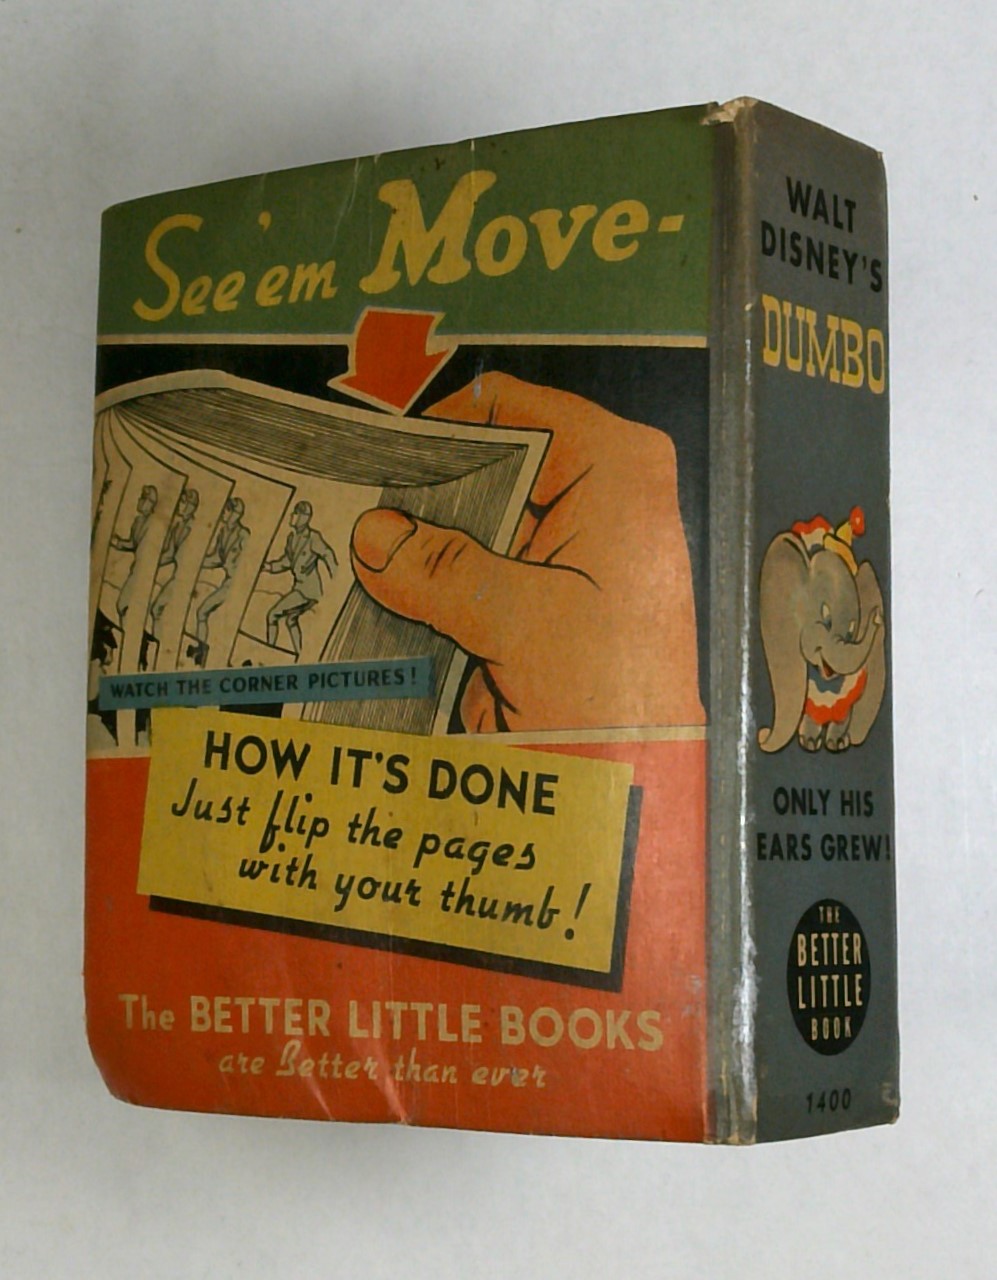 See 'em Move-
WATCH THE CORNER PICTURES!
HOW IT'S DONE
Just flip the pages
with your thumb!
The BETTER LITTLE BOOKS
are Better than ever
WALT
DISNEY'S
DUMBO
ONLY HIS
EARS GREW!
THE
BETTER
LITTLE
BOOK
1400